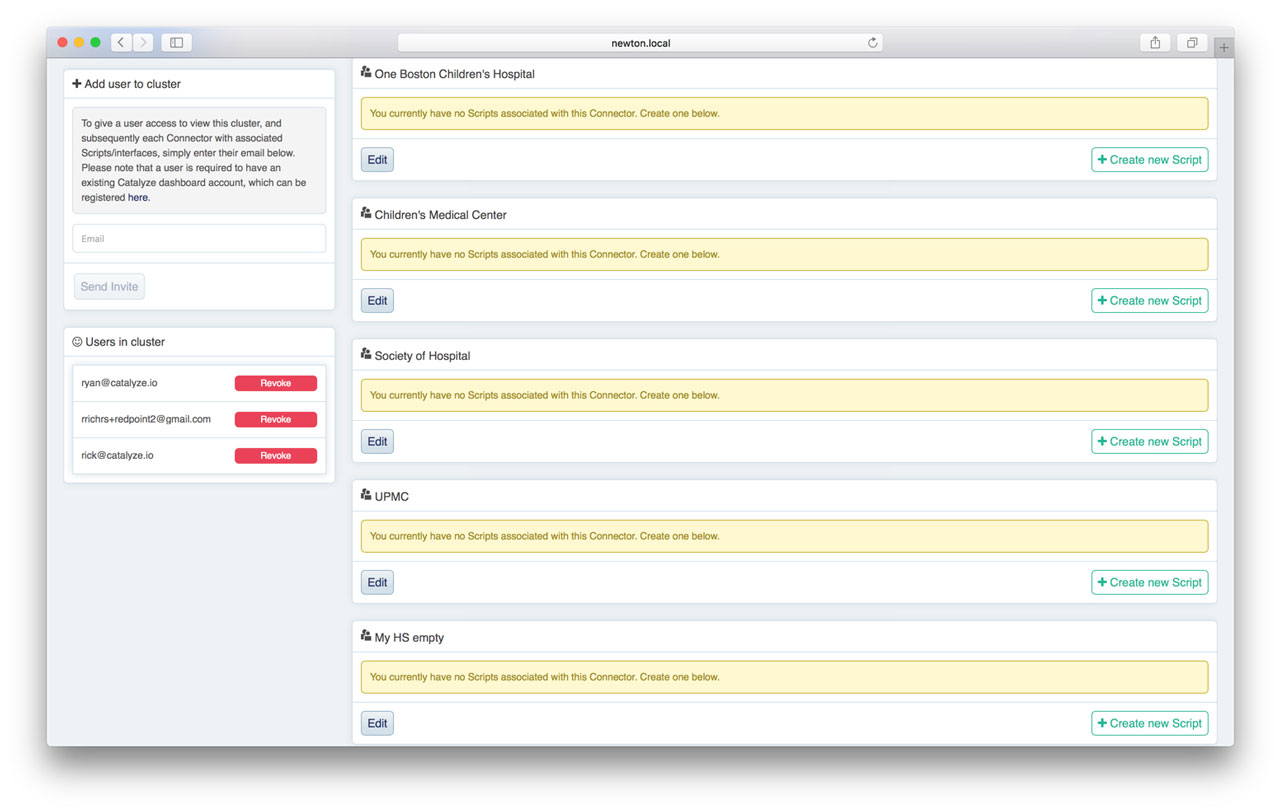 newton.local
Add user to cluster
To give a user access to view this cluster, and
subsequently each Connector with associated
Scripts/interfaces, simply enter their email below.
Please note that a user is required to have an
existing Catalyze dashboard account, which can be
registered here.
Email
Send Invite
Users in cluster
ryan@catalyze.io Revoke
rrichrs+redpoint2@gmail.com Revoke
rick@catalyze.io Revoke
One Boston Children's Hospital
You currently have no Scripts associated with this Connector. Create one below.
Edit + Create new Script
Children's Medical Center
You currently have no Scripts associated with this Connector. Create one below.
Edit + Create new Script
Society of Hospital
You currently have no Scripts associated with this Connector. Create one below.
Edit + Create new Script
UPMC
You currently have no Scripts associated with this Connector. Create one below.
Edit + Create new Script
My HS empty
You currently have no Scripts associated with this Connector. Create one below.
Edit + Create new Script